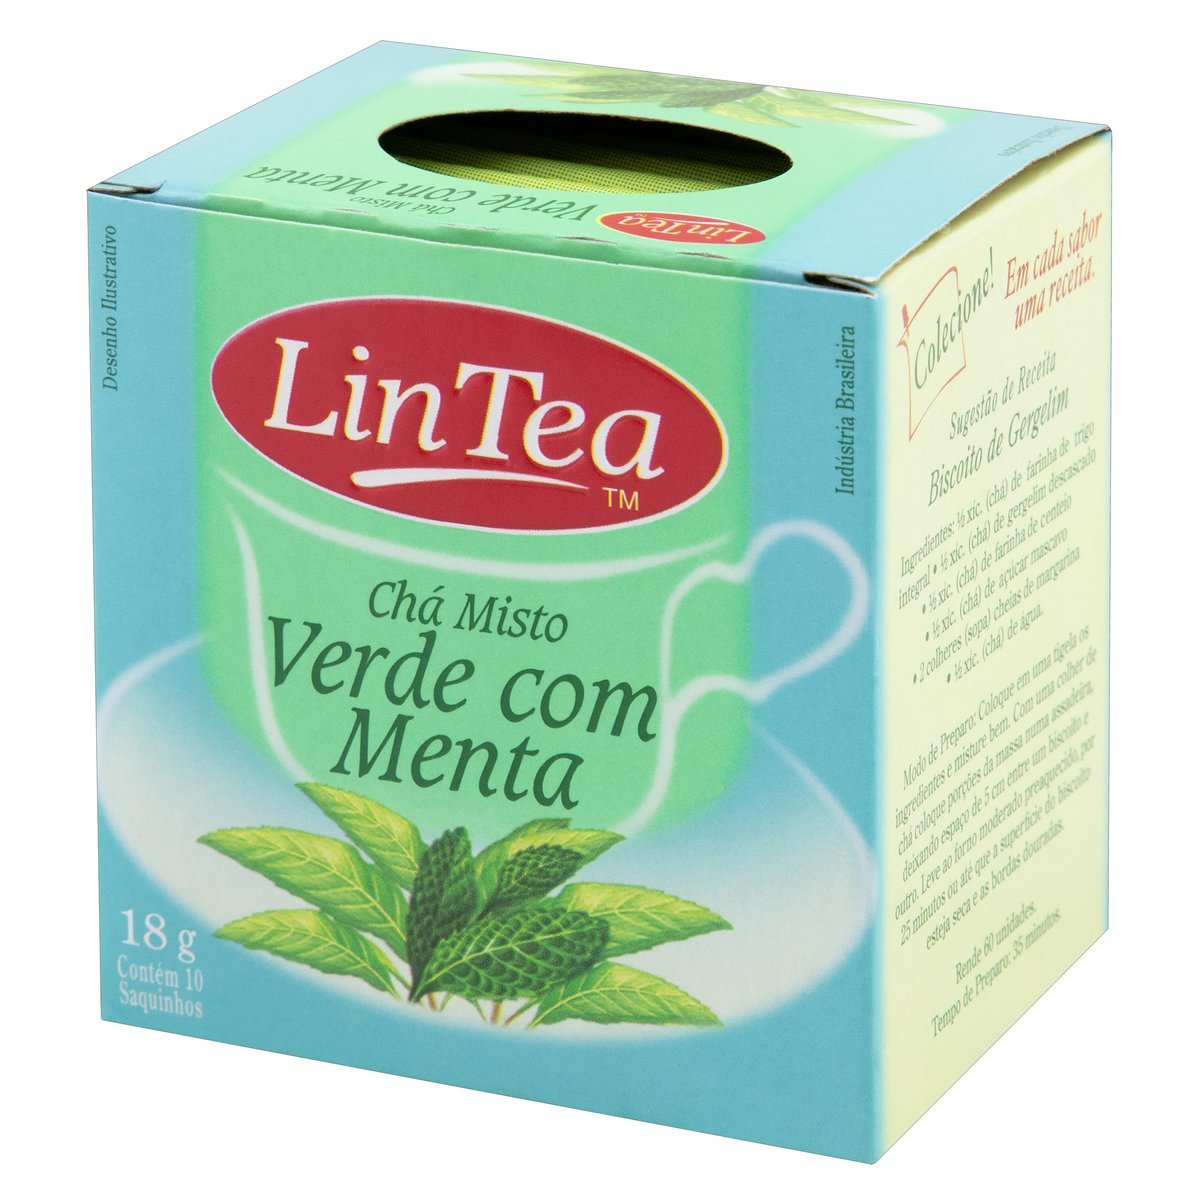 Chá Misto
Verde com Menta
LinTea
TM
Desenho Ilustrativo
LinTea
TM
Indústria Brasileira
Chá Misto
Verde com
Menta
18 g
Contém 10
Saquinhos
Colecione!
Em cada sabor
uma receita.
Sugestão de Receita
Biscoito de Gergelim
Ingredientes: ½ xíc. (chá) de farinha de trigo
integral • ½ xíc. (chá) de gergelim descascado
• ½ xíc. (chá) de farinha de centeio
• ½ xíc. (chá) de açúcar mascavo
• 2 colheres (sopa) cheias de margarina
• ½ xíc. (chá) de água.
Modo de Preparo: Coloque em uma tigela os
ingredientes e misture bem. Com uma colher de
chá coloque porções da massa numa assadeira,
deixando espaço de 5 cm entre um biscoito e
outro. Leve ao forno moderado preaquecido, por
25 minutos ou até que a superfície do biscoito
esteja seca e as bordas douradas.
Rende 60 unidades.
Tempo de Preparo: 35 minutos.